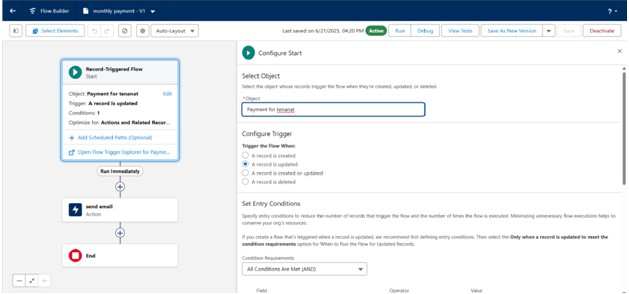 Flow Builder monthly payment - V1 ?
Select Elements Auto-Layout Last saved on 6/21/2025, 04:20 PM Active Run Debug View Tests Save As New Version Save Deactivate
Record-Triggered Flow
Start
Object: Payment for tenanat Edit
Trigger: A record is updated
Conditions: 1
Optimize for: Actions and Related Recor...
Add Scheduled Paths (Optional)
Open Flow Trigger Explorer for Payme...
Run Immediately
send email
Action
End
Configure Start
Select Object
Select the object whose records trigger the flow when they're created, updated, or deleted.
*Object
Payment for tenanat
Configure Trigger
Trigger the Flow When:
A record is created
A record is updated
A record is created or updated
A record is deleted
Set Entry Conditions
Specify entry conditions to reduce the number of records that trigger the flow and the number of times the flow is executed. Minimizing unnecessary flow executions helps to
conserve your org's resources.
If you create a flow that's triggered when a record is updated, we recommend first defining entry conditions. Then select the Only when a record is updated to meet the
condition requirements option for When to Run the Flow for Updated Records.
Condition Requirements
All Conditions Are Met (AND)
Field Operator Value